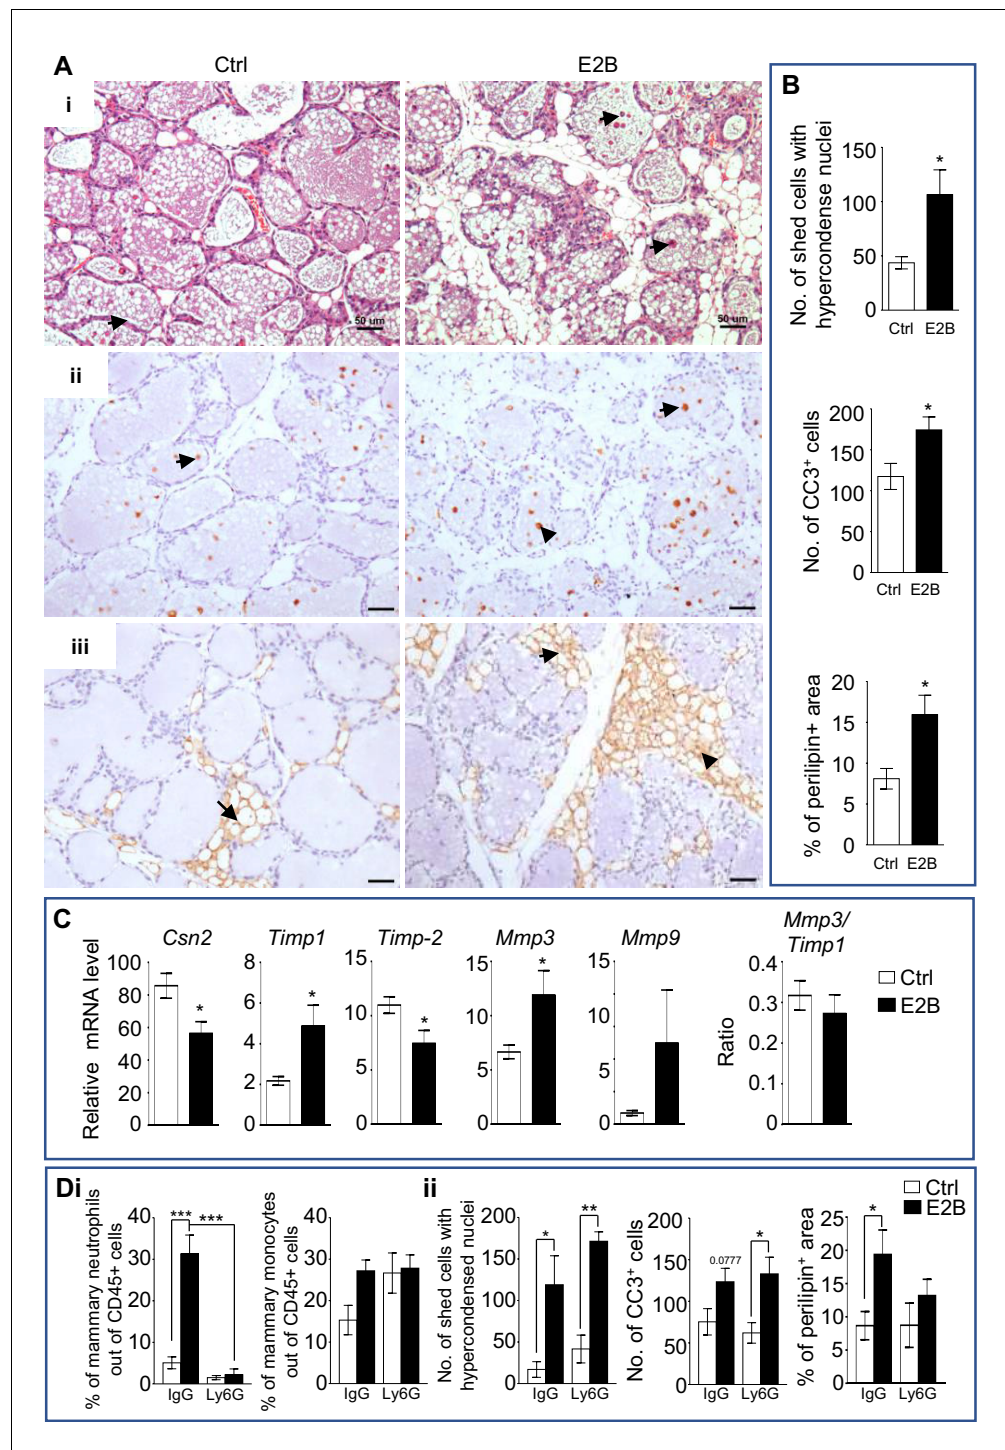 A
Ctrl
E2B
i
50 um
50 um
ii
iii
B
No. of shed cells with
hypercondense nuclei
150
100
50
0
*
Ctrl E2B
No. of CC3+ cells
200
150
100
50
0
*
Ctrl E2B
% of perilipin+ area
20
15
10
5
0
*
Ctrl E2B
C
Relative mRNA level
Csn2
100
80
60
40
20
0
*
Timp1
8
6
4
2
0
*
Timp-2
15
10
5
0
*
Mmp3
15
10
5
0
*
Mmp9
15
10
5
0
Mmp3/
Timp1
Ratio
0.4
0.3
0.2
0.1
0
Ctrl
E2B
Di
% of mammary neutrophils
out of CD45+ cells
40
30
20
10
0
***
***
IgG Ly6G
% of mammary monocytes
out of CD45+ cells
40
30
20
10
0
IgG Ly6G
ii
No. of shed cells with
hypercondensed nuclei
200
150
100
50
0
*
**
IgG Ly6G
No. of CC3+ cells
200
150
100
50
0
0.0777
*
IgG Ly6G
% of perilipin+ area
25
20
15
10
5
0
*
IgG Ly6G
Ctrl
E2B